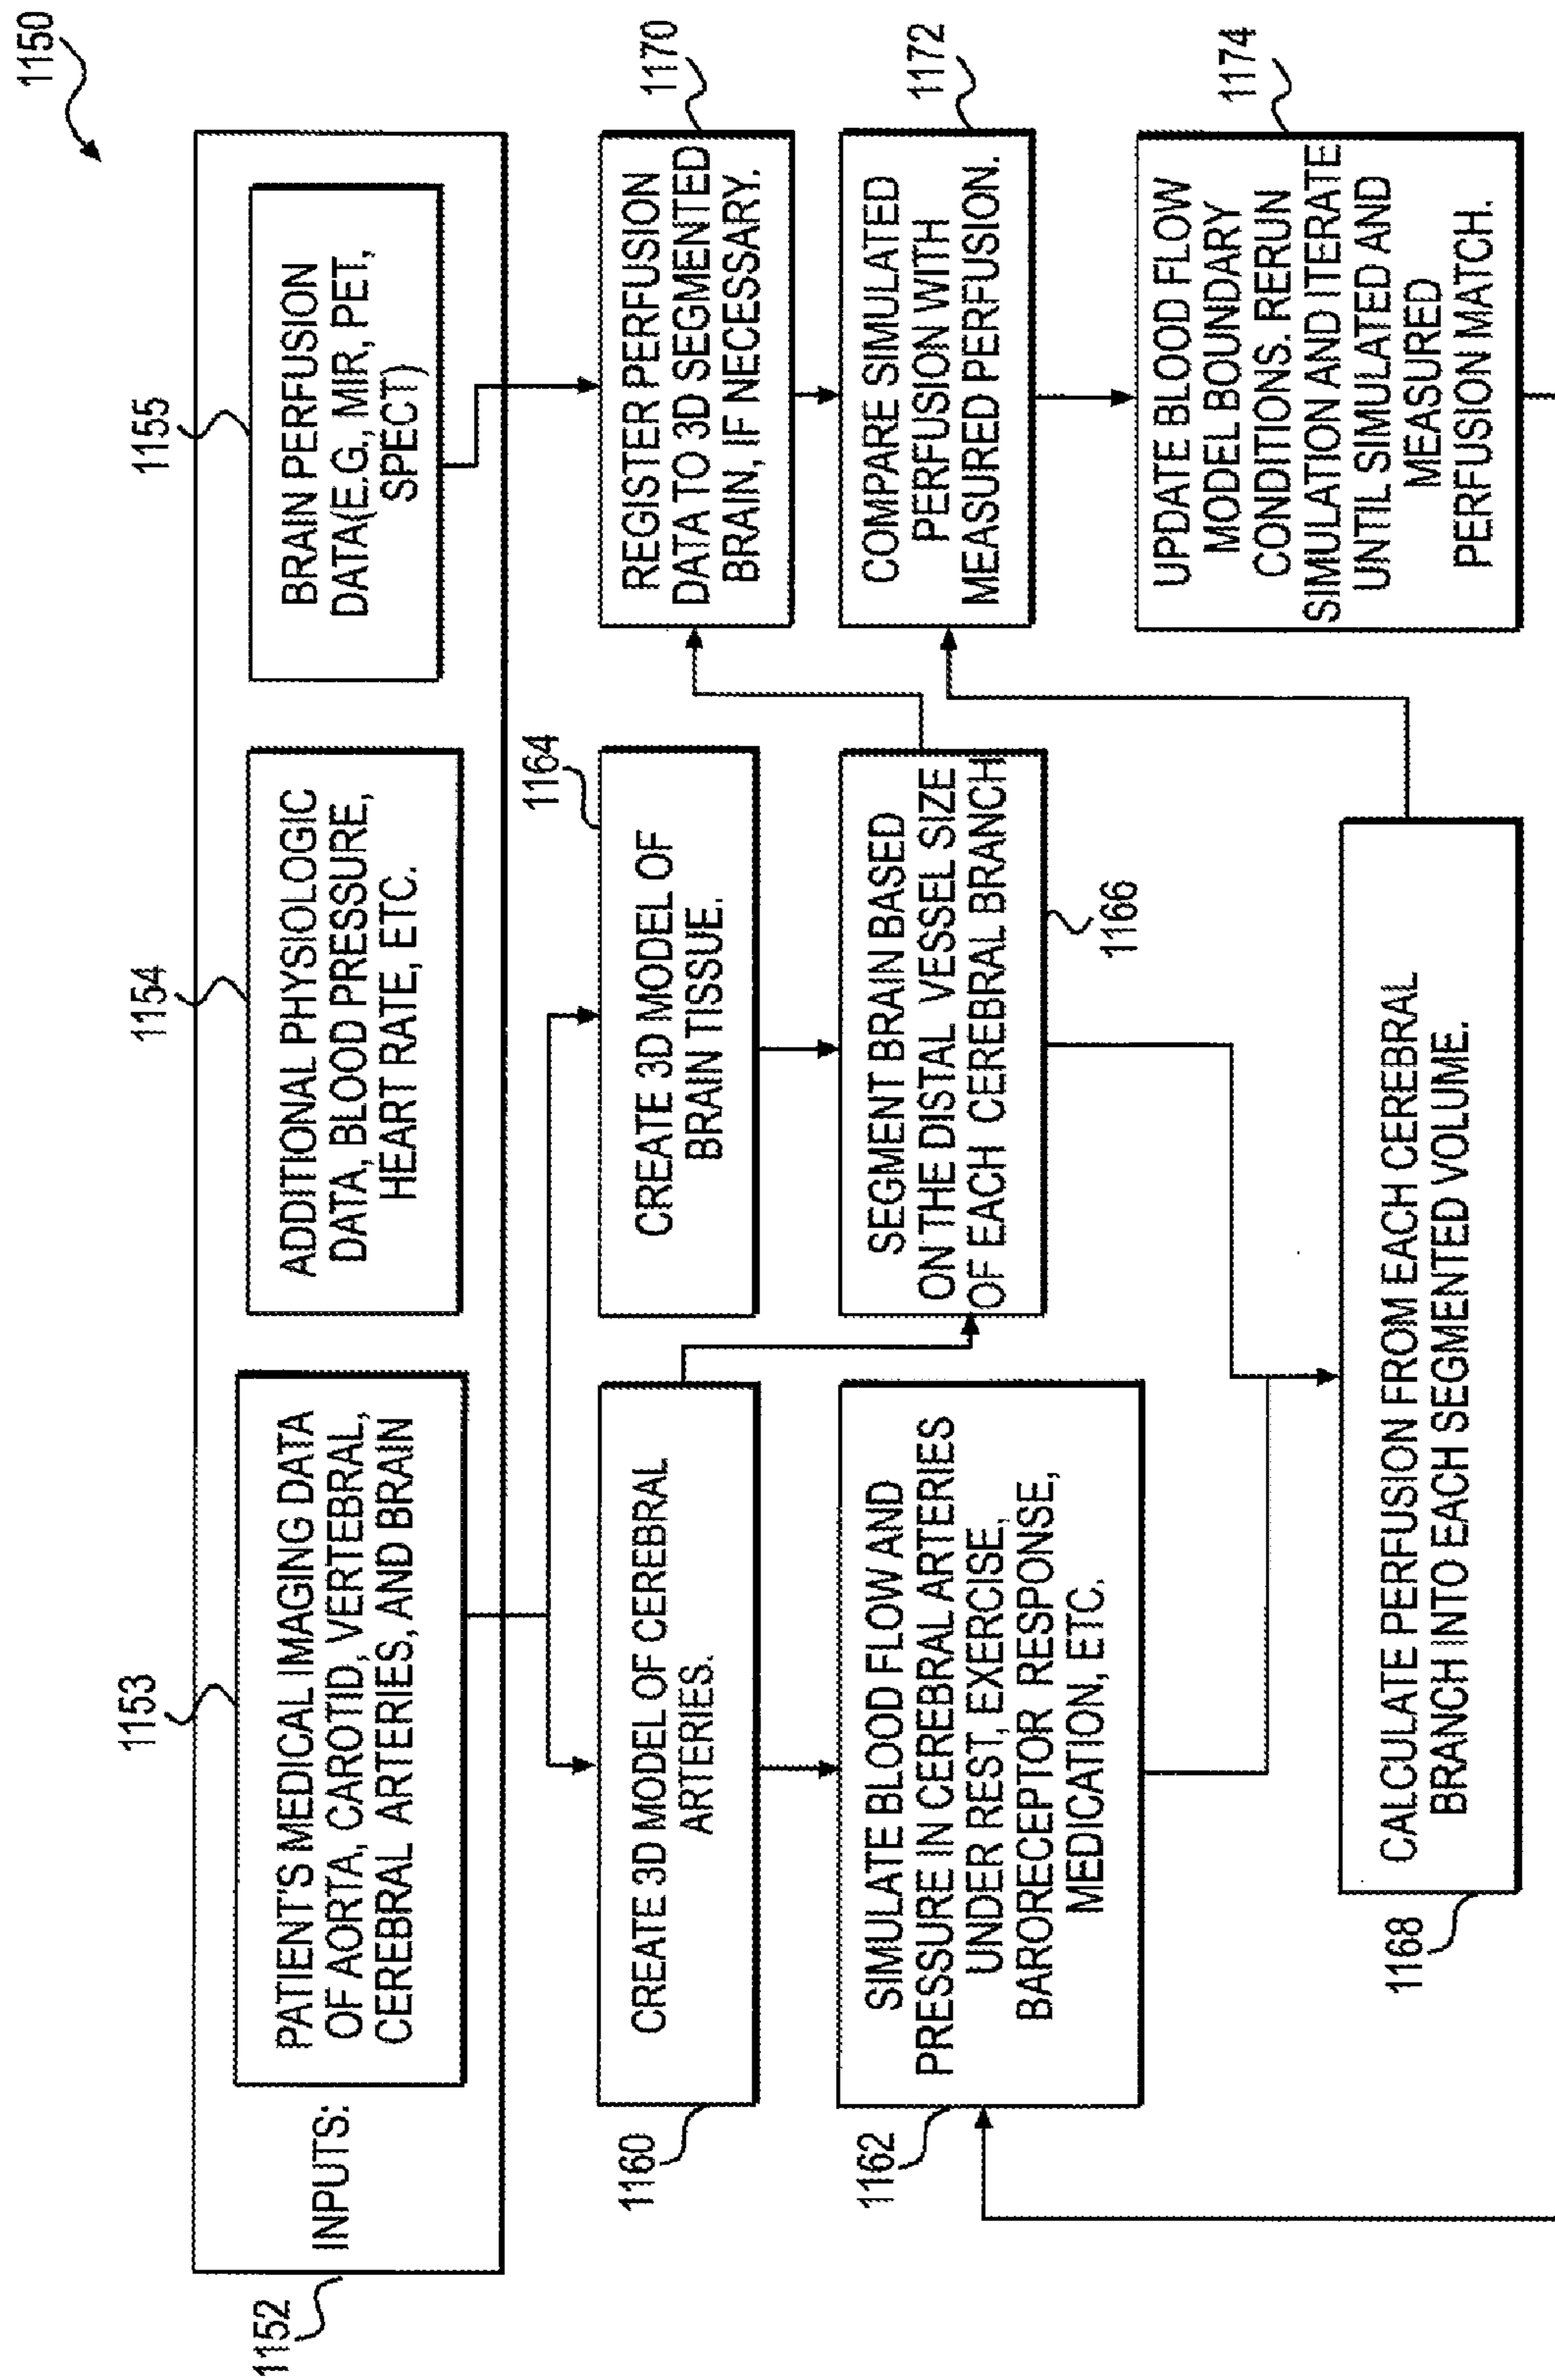 1150
1152
INPUTS:
1153
PATIENT'S MEDICAL IMAGING DATA
OF AORTA, CAROTID, VERTEBRAL,
CEREBRAL ARTERIES, AND BRAIN
1154
ADDITIONAL PHYSIOLOGIC
DATA, BLOOD PRESSURE,
HEART RATE, ETC.
1155
BRAIN PERFUSION
DATA(E.G., MIR, PET,
SPECT)
1160
CREATE 3D MODEL OF CEREBRAL
ARTERIES.
1164
CREATE 3D MODEL OF
BRAIN TISSUE.
1170
REGISTER PERFUSION
DATA TO 3D SEGMENTED
BRAIN, IF NECESSARY.
1162
SIMULATE BLOOD FLOW AND
PRESSURE IN CEREBRAL ARTERIES
UNDER REST, EXERCISE,
BARORECEPTOR RESPONSE,
MEDICATION, ETC.
1166
SEGMENT BRAIN BASED
ON THE DISTAL VESSEL SIZE
OF EACH CEREBRAL BRANCH
1172
COMPARE SIMULATED
PERFUSION WITH
MEASURED PERFUSION.
1168
CALCULATE PERFUSION FROM EACH CEREBRAL
BRANCH INTO EACH SEGMENTED VOLUME.
1174
UPDATE BLOOD FLOW
MODEL BOUNDARY
CONDITIONS. RERUN
SIMULATION AND ITERATE
UNTIL SIMULATED AND
MEASURED
PERFUSION MATCH.